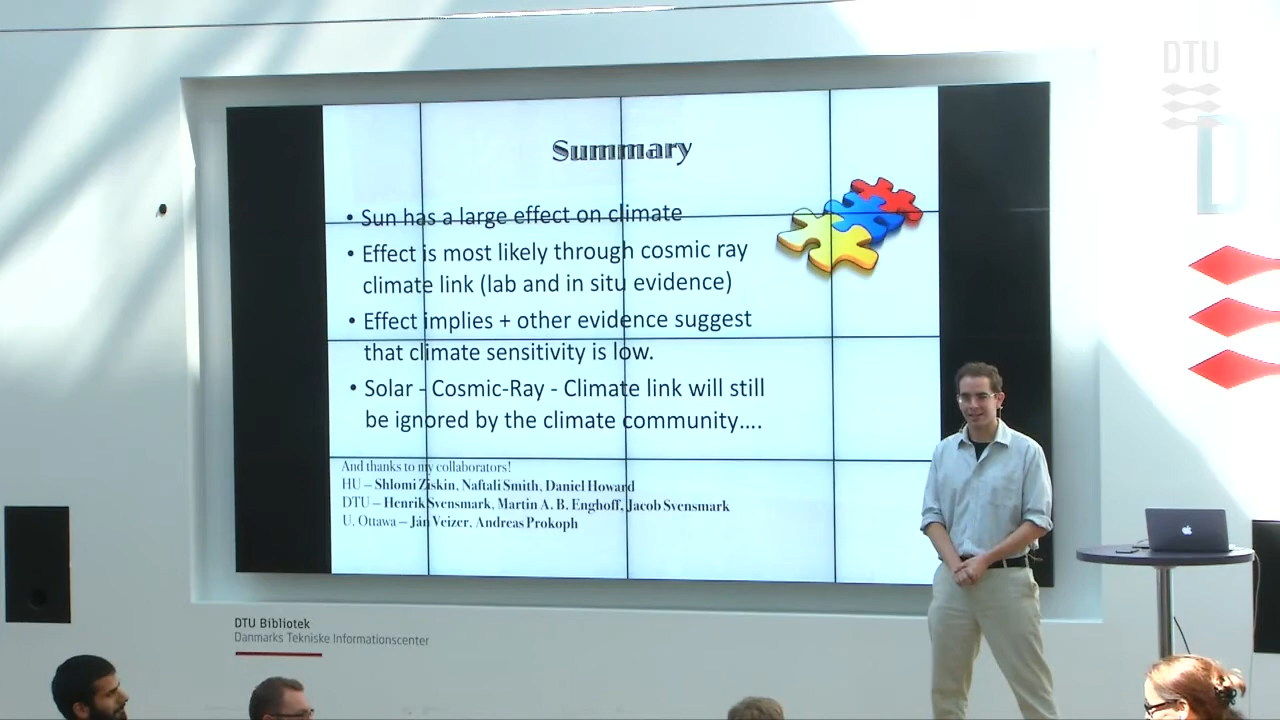 DTU
Summary
• Sun has a large effect on climate
• Effect is most likely through cosmic ray
climate link (lab and in situ evidence)
• Effect implies + other evidence suggest
that climate sensitivity is low.
• Solar - Cosmic-Ray - Climate link will still
be ignored by the climate community....
And thanks to my collaborators!
HU – Shlomi Ziskin, Naftali Smith, Daniel Howard
DTU – Henrik Svensmark, Martin A. B. Enghoff, Jacob Svensmark
U. Ottawa – Ján Veizer, Andreas Prokoph
DTU Bibliotek
Danmarks Tekniske Informationscenter
D